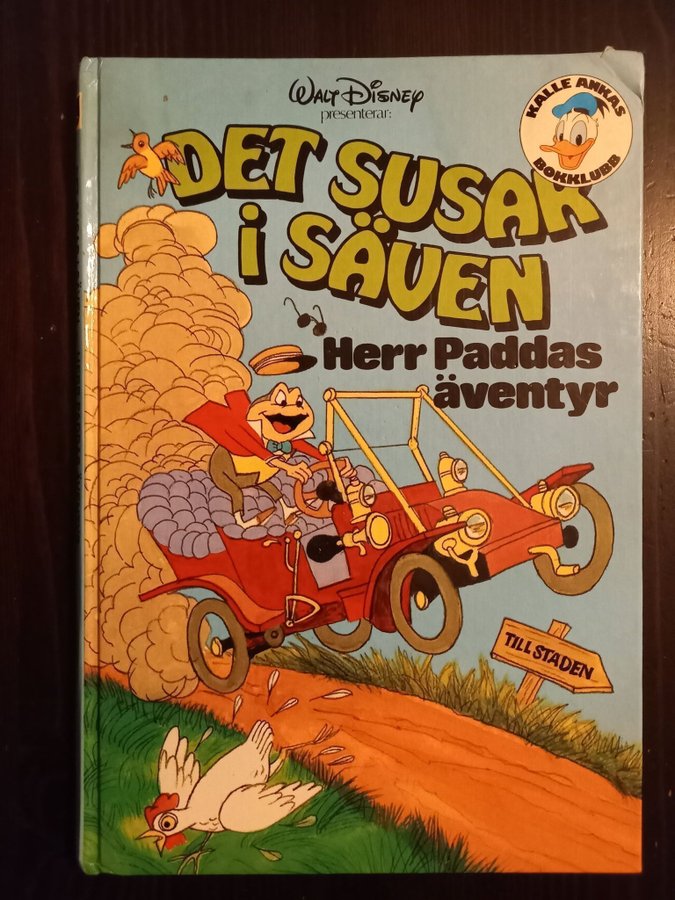 WALT DISNEY
presenterar:
KALLE ANKAS
BOKKLUBB
DET SUSAR
i SÄVEN
Herr Paddas
äventyr
TILL STADEN